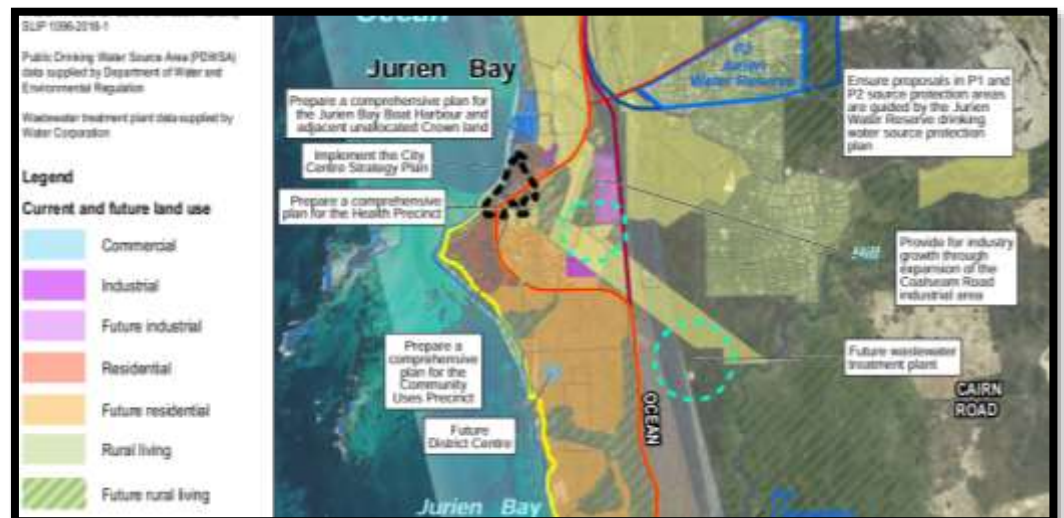 SLIP 1096-2016-1
Public Drinking Water Source Area (PDWSA)
data supplied by Department of Water and
Environmental Regulation
Wastewater treatment plant data supplied by
Water Corporation
Legend
Current and future land use
Commercial
Industrial
Future industrial
Residential
Future residential
Rural living
Future rural living
Ocean
Jurien Bay
Prepare a comprehensive plan for
the Jurien Bay Boat Harbour and
adjacent unallocated Crown land
Implement the City
Centre Strategy Plan
Prepare a comprehensive
plan for the Health Precinct
Prepare a
comprehensive
plan for the
Community
Uses Precinct
Future
District Centre
Jurien Bay
OCEAN
Jurien
Water Reserve
Ensure proposals in P1 and
P2 source protection areas
are guided by the Jurien
Water Reserve drinking
water source protection
plan
Hill
Provide for industry
growth through
expansion of the
Coalseam Road
industrial area
Future wastewater
treatment plant
CAIRN
ROAD